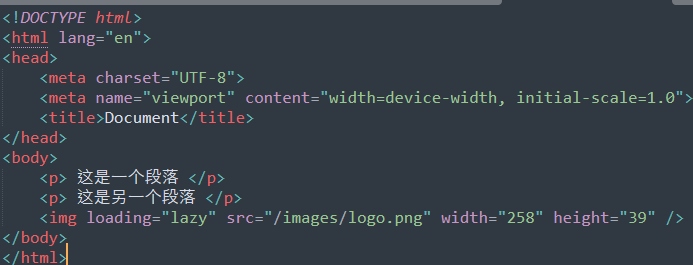 <!DOCTYPE html>
<html lang="en">
<head>
    <meta charset="UTF-8">
    <meta name="viewport" content="width=device-width, initial-scale=1.0">
    <title>Document</title>
</head>
<body>
    <p> 这是一个段落 </p>
    <p> 这是另一个段落 </p>
    <img loading="lazy" src="/images/logo.png" width="258" height="39" />
</body>
</html>